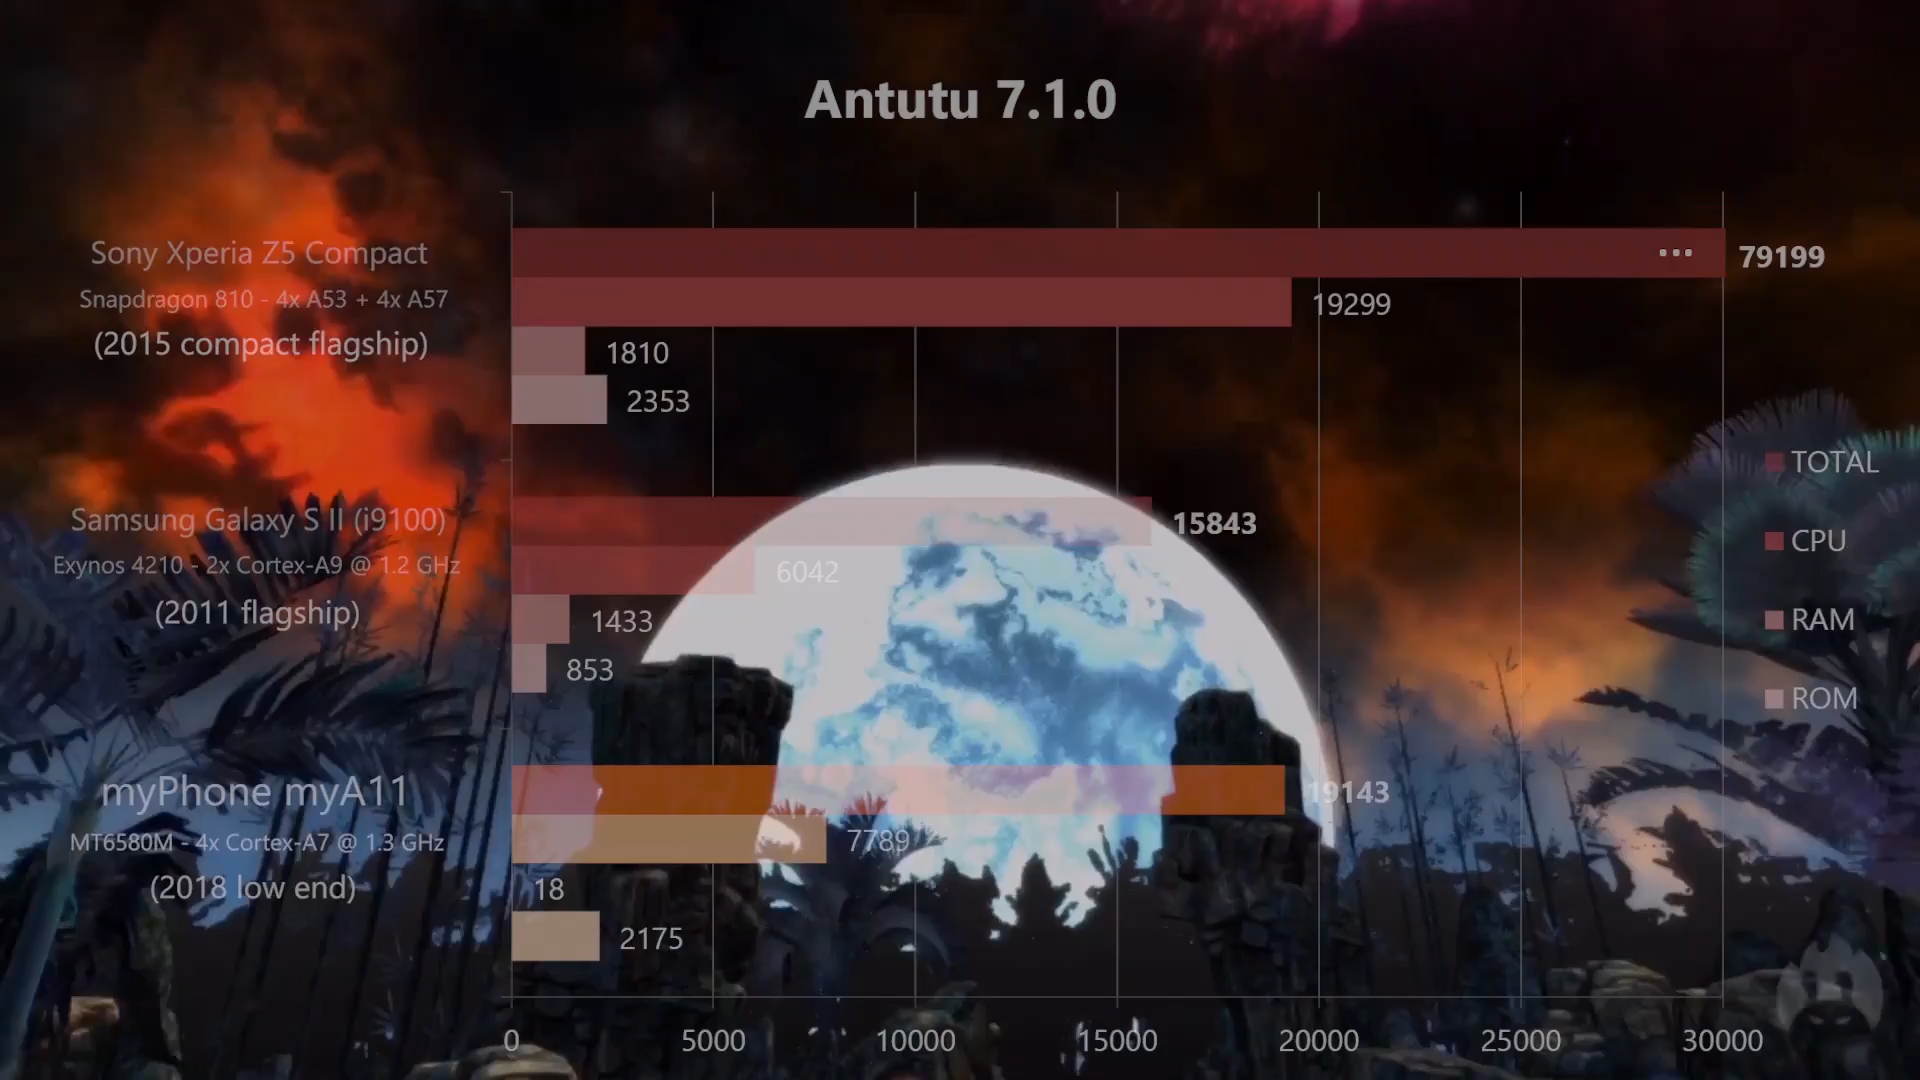 Antutu 7.1.0
Sony Xperia Z5 Compact
Snapdragon 810 - 4x A53 + 4x A57
(2015 compact flagship)
...
79199
19299
1810
2353
Samsung Galaxy S II (i9100)
Exynos 4210 - 2x Cortex-A9 @ 1.2 GHz
(2011 flagship)
15843
6042
1433
853
myPhone myA11
MT6580M - 4x Cortex-A7 @ 1.3 GHz
(2018 low end)
19143
7789
18
2175
TOTAL
CPU
RAM
ROM
0 5000 10000 15000 20000 25000 30000